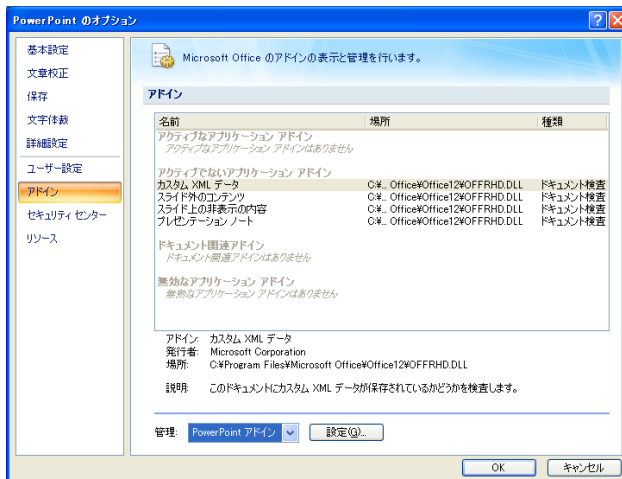 PowerPoint のオプション
基本設定
文章校正
保存
文字体裁
詳細設定
ユーザー設定
アドイン
セキュリティ センター
リソース
Microsoft Office のアドインの表示と管理を行います。
アドイン
名前 場所 種類
アクティブなアプリケーション アドイン
アクティブなアプリケーション アドインはありません
アクティブでないアプリケーション アドイン
カスタム XML データ C:¥... Office¥Office12¥OFFRHD.DLL ドキュメント検査
スライド外のコンテンツ C:¥... Office¥Office12¥OFFRHD.DLL ドキュメント検査
スライド上の非表示の内容 C:¥... Office¥Office12¥OFFRHD.DLL ドキュメント検査
プレゼンテーション ノート C:¥... Office¥Office12¥OFFRHD.DLL ドキュメント検査
ドキュメント関連アドイン
ドキュメント関連アドインはありません
無効なアプリケーション アドイン
無効なアプリケーション アドインはありません
アドイン: カスタム XML データ
発行者: Microsoft Corporation
場所: C:¥Program Files¥Microsoft Office¥Office12¥OFFRHD.DLL
説明: このドキュメントにカスタム XML データが保存されているかどうかを検査します。
管理: PowerPoint アドイン 設定(G)...
OK キャンセル